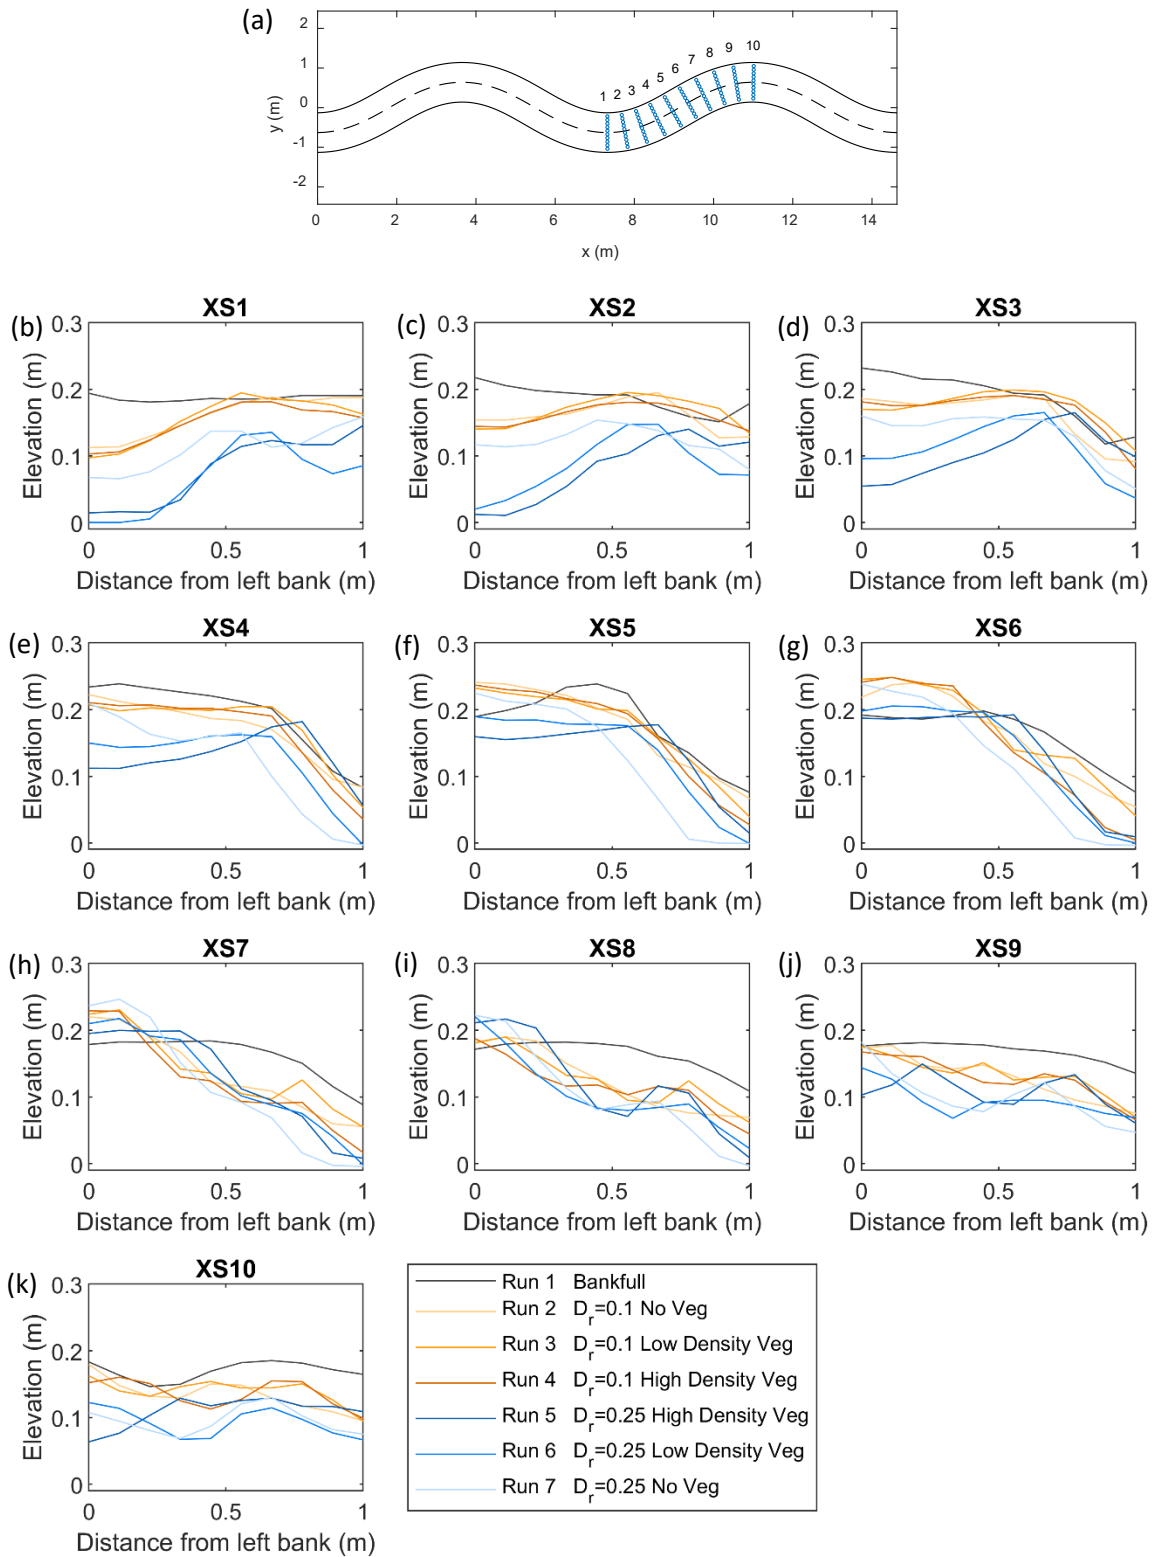 (a)
2
1
0
-1
-2
y (m)
1 2 3 4 5 6 7 8 9 10
0 2 4 6 8 10 12 14
x (m)
(b)
XS1
0.3
0.2
0.1
0
Elevation (m)
0 0.5 1
Distance from left bank (m)
(c)
XS2
0.3
0.2
0.1
0
Elevation (m)
0 0.5 1
Distance from left bank (m)
(d)
XS3
0.3
0.2
0.1
0
Elevation (m)
0 0.5 1
Distance from left bank (m)
(e)
XS4
0.3
0.2
0.1
0
Elevation (m)
0 0.5 1
Distance from left bank (m)
(f)
XS5
0.3
0.2
0.1
0
Elevation (m)
0 0.5 1
Distance from left bank (m)
(g)
XS6
0.3
0.2
0.1
0
Elevation (m)
0 0.5 1
Distance from left bank (m)
(h)
XS7
0.3
0.2
0.1
0
Elevation (m)
0 0.5 1
Distance from left bank (m)
(i)
XS8
0.3
0.2
0.1
0
Elevation (m)
0 0.5 1
Distance from left bank (m)
(j)
XS9
0.3
0.2
0.1
0
Elevation (m)
0 0.5 1
Distance from left bank (m)
(k)
XS10
0.3
0.2
0.1
0
Elevation (m)
0 0.5 1
Distance from left bank (m)
Run 1 Bankfull
Run 2 Dr=0.1 No Veg
Run 3 Dr=0.1 Low Density Veg
Run 4 Dr=0.1 High Density Veg
Run 5 Dr=0.25 High Density Veg
Run 6 Dr=0.25 Low Density Veg
Run 7 Dr=0.25 No Veg